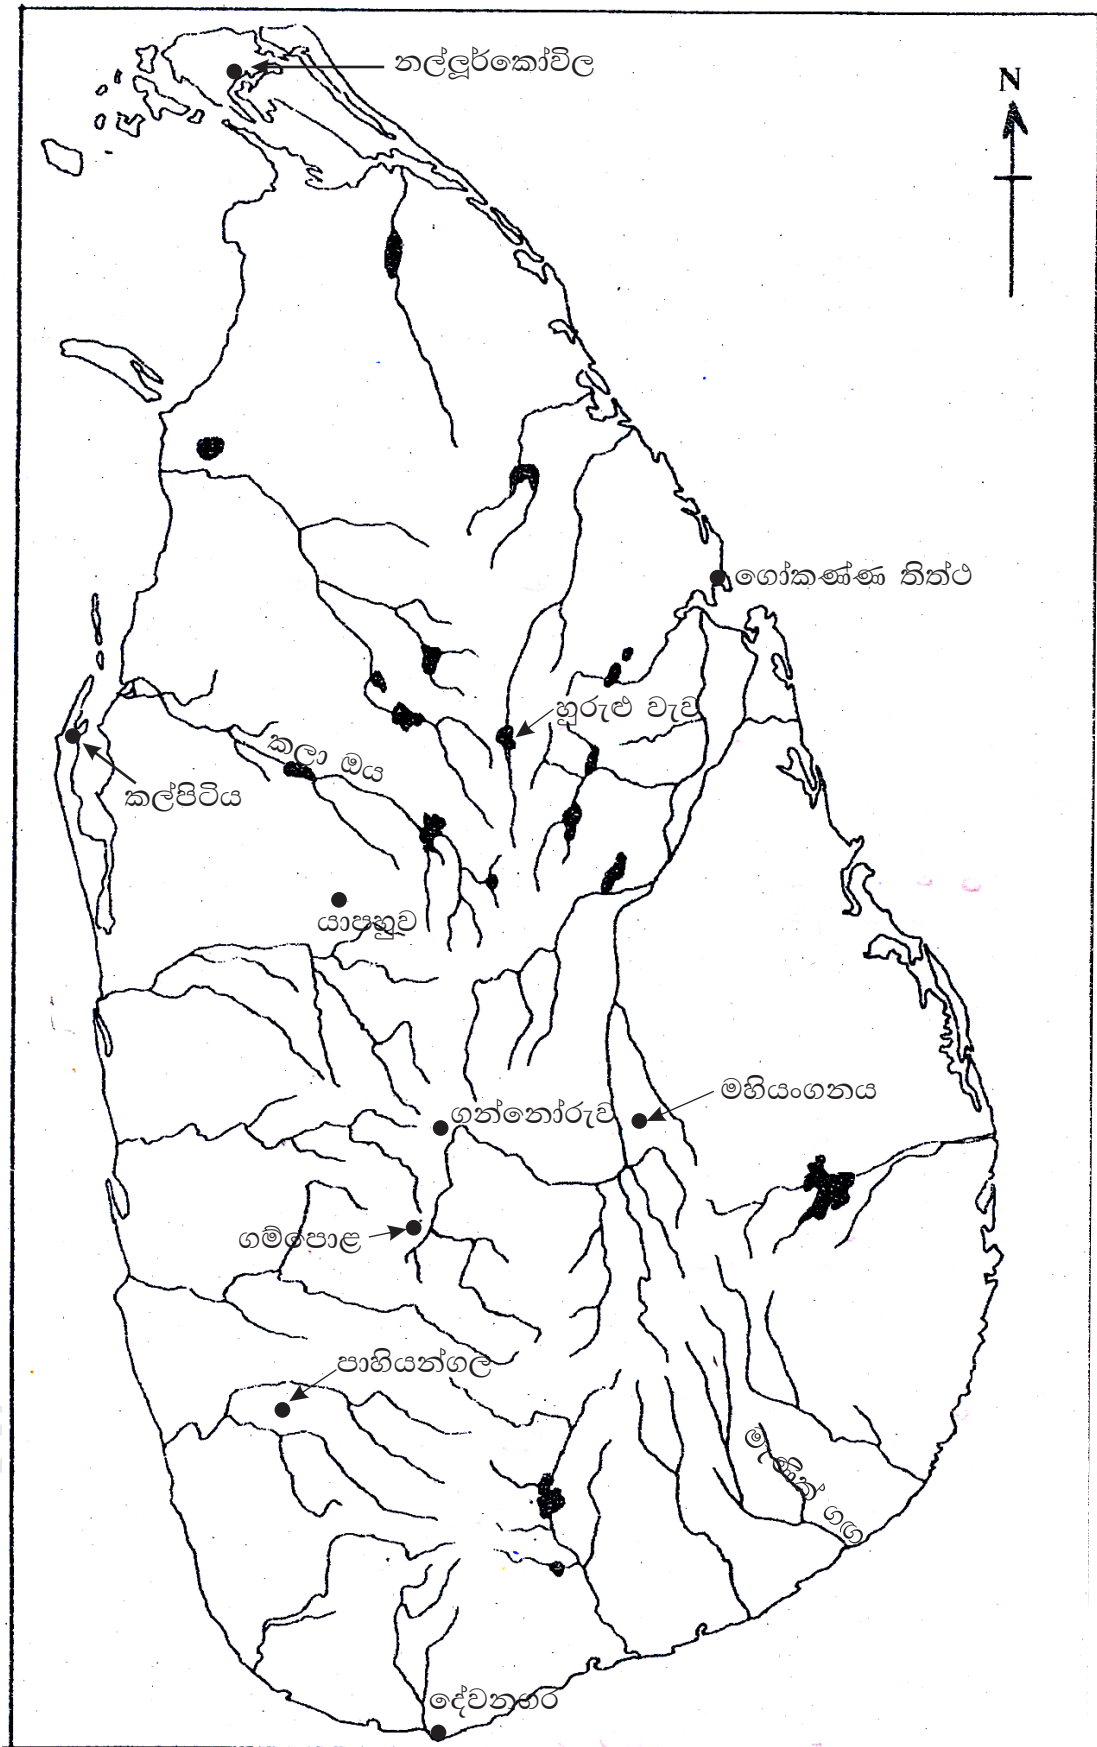 නල්ලූර්කෝවිල
N
ගෝකණ්ණ තිත්ථ
හුරුළු වැව
කලා ඔය
කල්පිටිය
යාපහුව
මහියංගනය
ගන්නෝරුව
ගම්පොළ
පාහියන්ගල
මැණික් ගඟ
දේවනගර